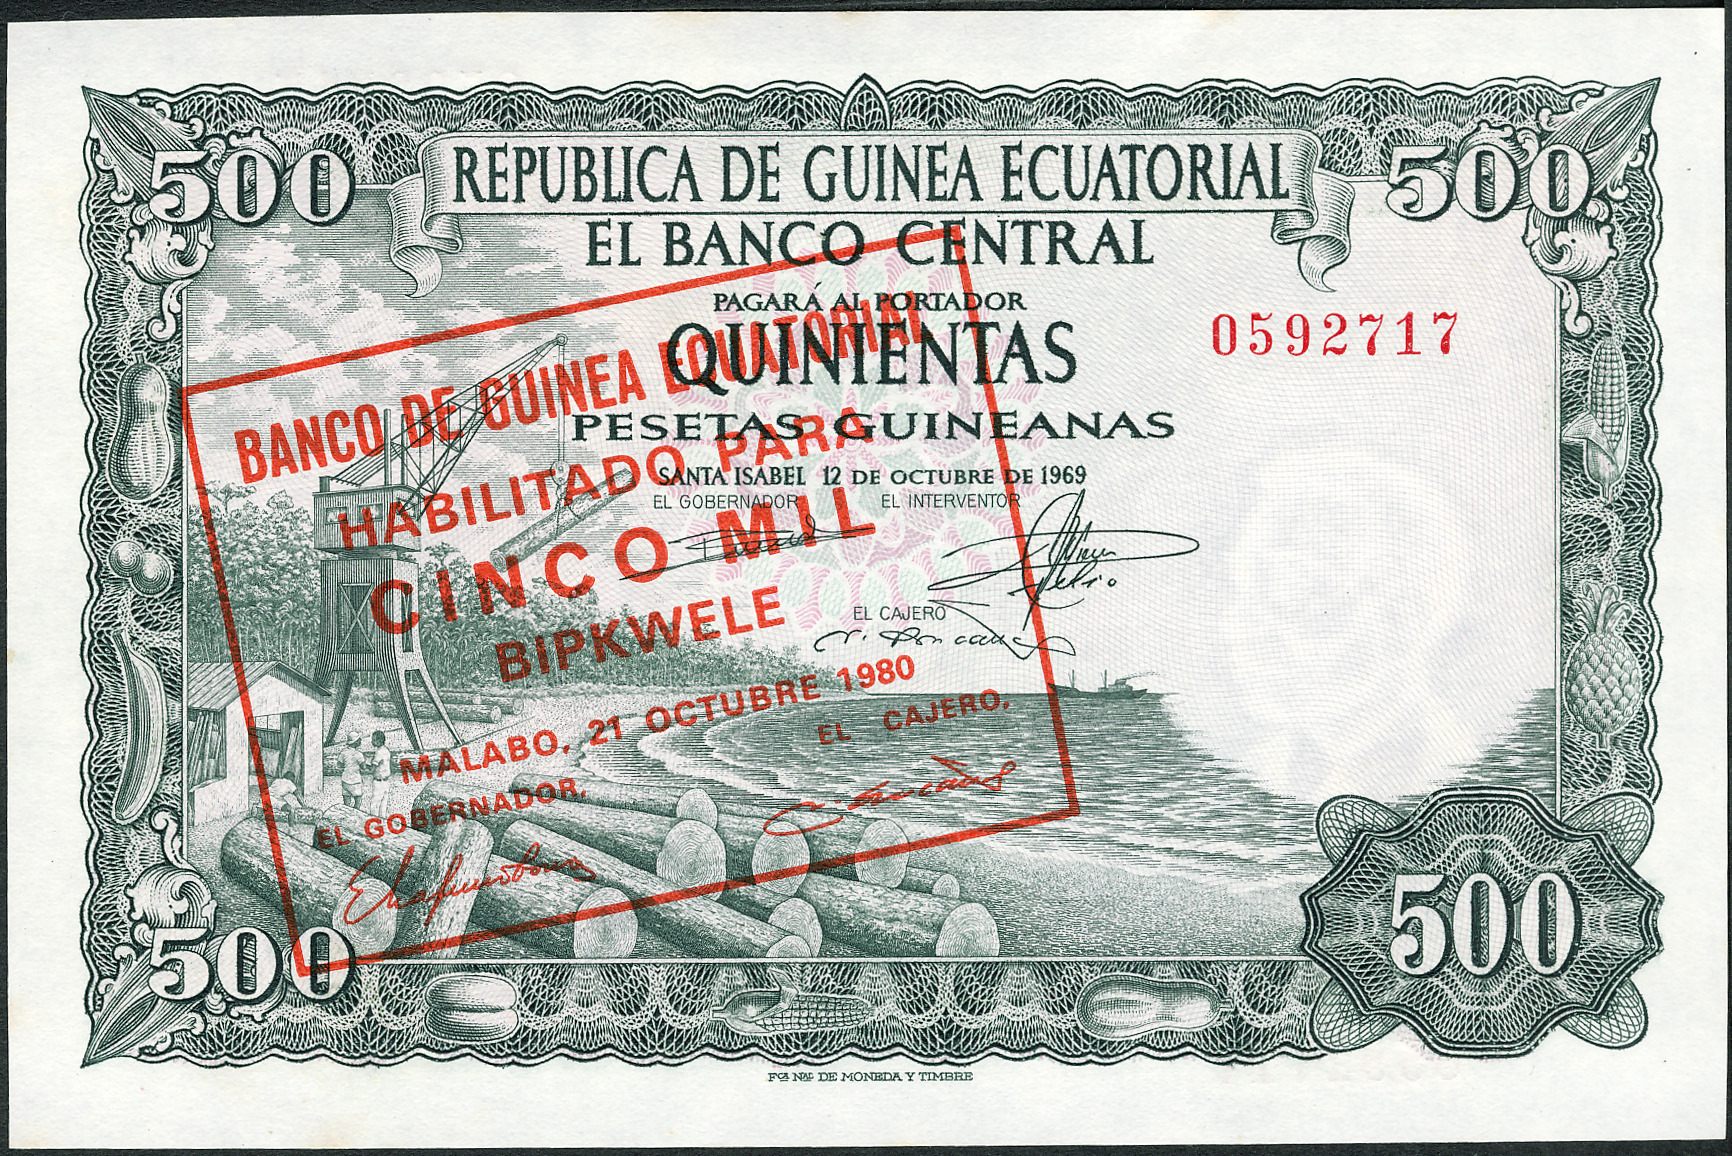 500
500
REPUBLICA DE GUINEA ECUATORIAL
EL BANCO CENTRAL
PAGARÁ AL PORTADOR
QUINIENTAS
PESETAS GUINEANAS
SANTA ISABEL 12 DE OCTUBRE DE 1969
EL GOBERNADOR
EL INTERVENTOR
EL CAJERO
0592717
BANCO DE GUINEA ECUATORIAL
HABILITADO PARA
CINCO MIL
BIPKWELE
MALABO, 21 OCTUBRE 1980
EL GOBERNADOR,
EL CAJERO,
500
500
Fca NAL DE MONEDA Y TIMBRE